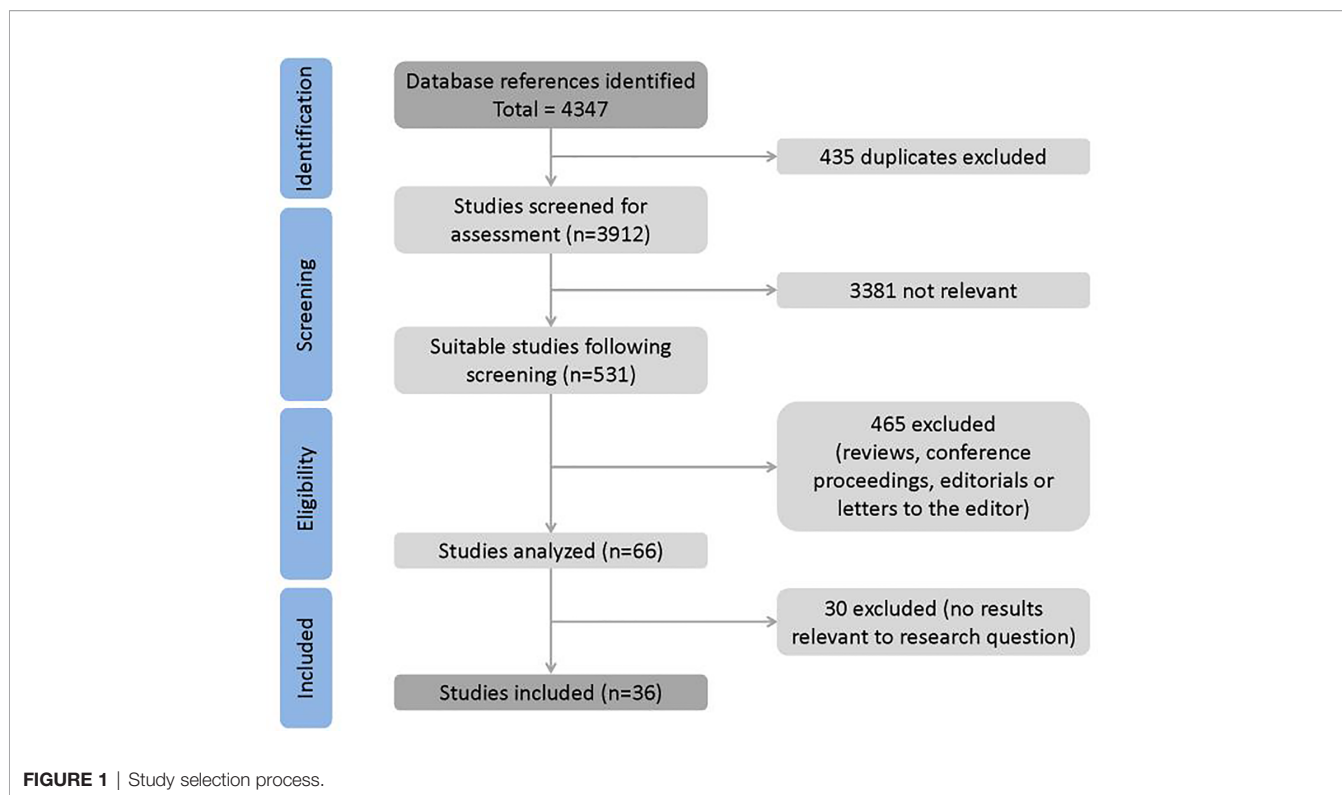 Identification
Database references identified
Total = 4347
435 duplicates excluded
Screening
Studies screened for
assessment (n=3912)
3381 not relevant
Suitable studies following
screening (n=531)
Eligibility
465 excluded
(reviews, conference
proceedings, editorials or
letters to the editor)
Studies analyzed (n=66)
Included
30 excluded (no results
relevant to research question)
Studies included (n=36)
FIGURE 1 | Study selection process.